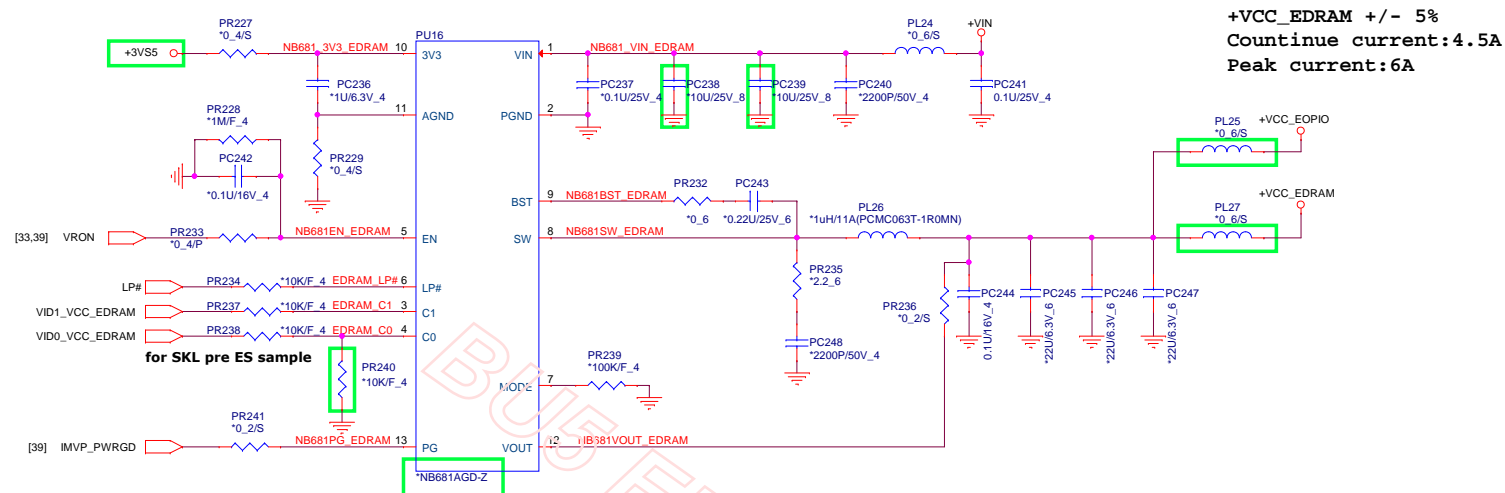 +VCC_EDRAM +/- 5%
Countinue current:4.5A
Peak current:6A
PR227
*0_4/S
+3VS5
NB681_3V3_EDRAM 10
PU16
3V3
VIN
1
NB681_VIN_EDRAM
PL24
*0_6/S
+VIN
PC236
*1U/6.3V_4
11
AGND
PGND
2
PC237
*0.1U/25V_4
PC238
*10U/25V_8
PC239
*10U/25V_8
PC240
*2200P/50V_4
PC241
0.1U/25V_4
PR228
*1M/F_4
PC242
*0.1U/16V_4
PR229
*0_4/S
PL25
*0_6/S
+VCC_EOPIO
BST
9
NB681BST_EDRAM
PR232
*0_6
PC243
*0.22U/25V_6
PL26
*1uH/11A(PCMC063T-1R0MN)
PL27
*0_6/S
+VCC_EDRAM
[33,39]
VRON
PR233
*0_4/P
NB681EN_EDRAM
5
EN
SW
8
NB681SW_EDRAM
LP#
PR234
*10K/F_4
EDRAM_LP# 6
LP#
VID1_VCC_EDRAM
PR237
*10K/F_4
EDRAM_C1
3
C1
VID0_VCC_EDRAM
PR238
*10K/F_4
EDRAM_C0
4
C0
for SKL pre ES sample
PR240
*10K/F_4
PR235
*2.2_6
PC248
*2200P/50V_4
PR236
*0_2/S
PC244
0.1U/16V_4
PC245
*22U/6.3V_6
PC246
*22U/6.3V_6
PC247
*22U/6.3V_6
MODE
7
PR239
*100K/F_4
[39]
IMVP_PWRGD
PR241
*0_2/S
NB681PG_EDRAM
13
PG
VOUT
12
NB681VOUT_EDRAM
*NB681AGD-Z
BU5